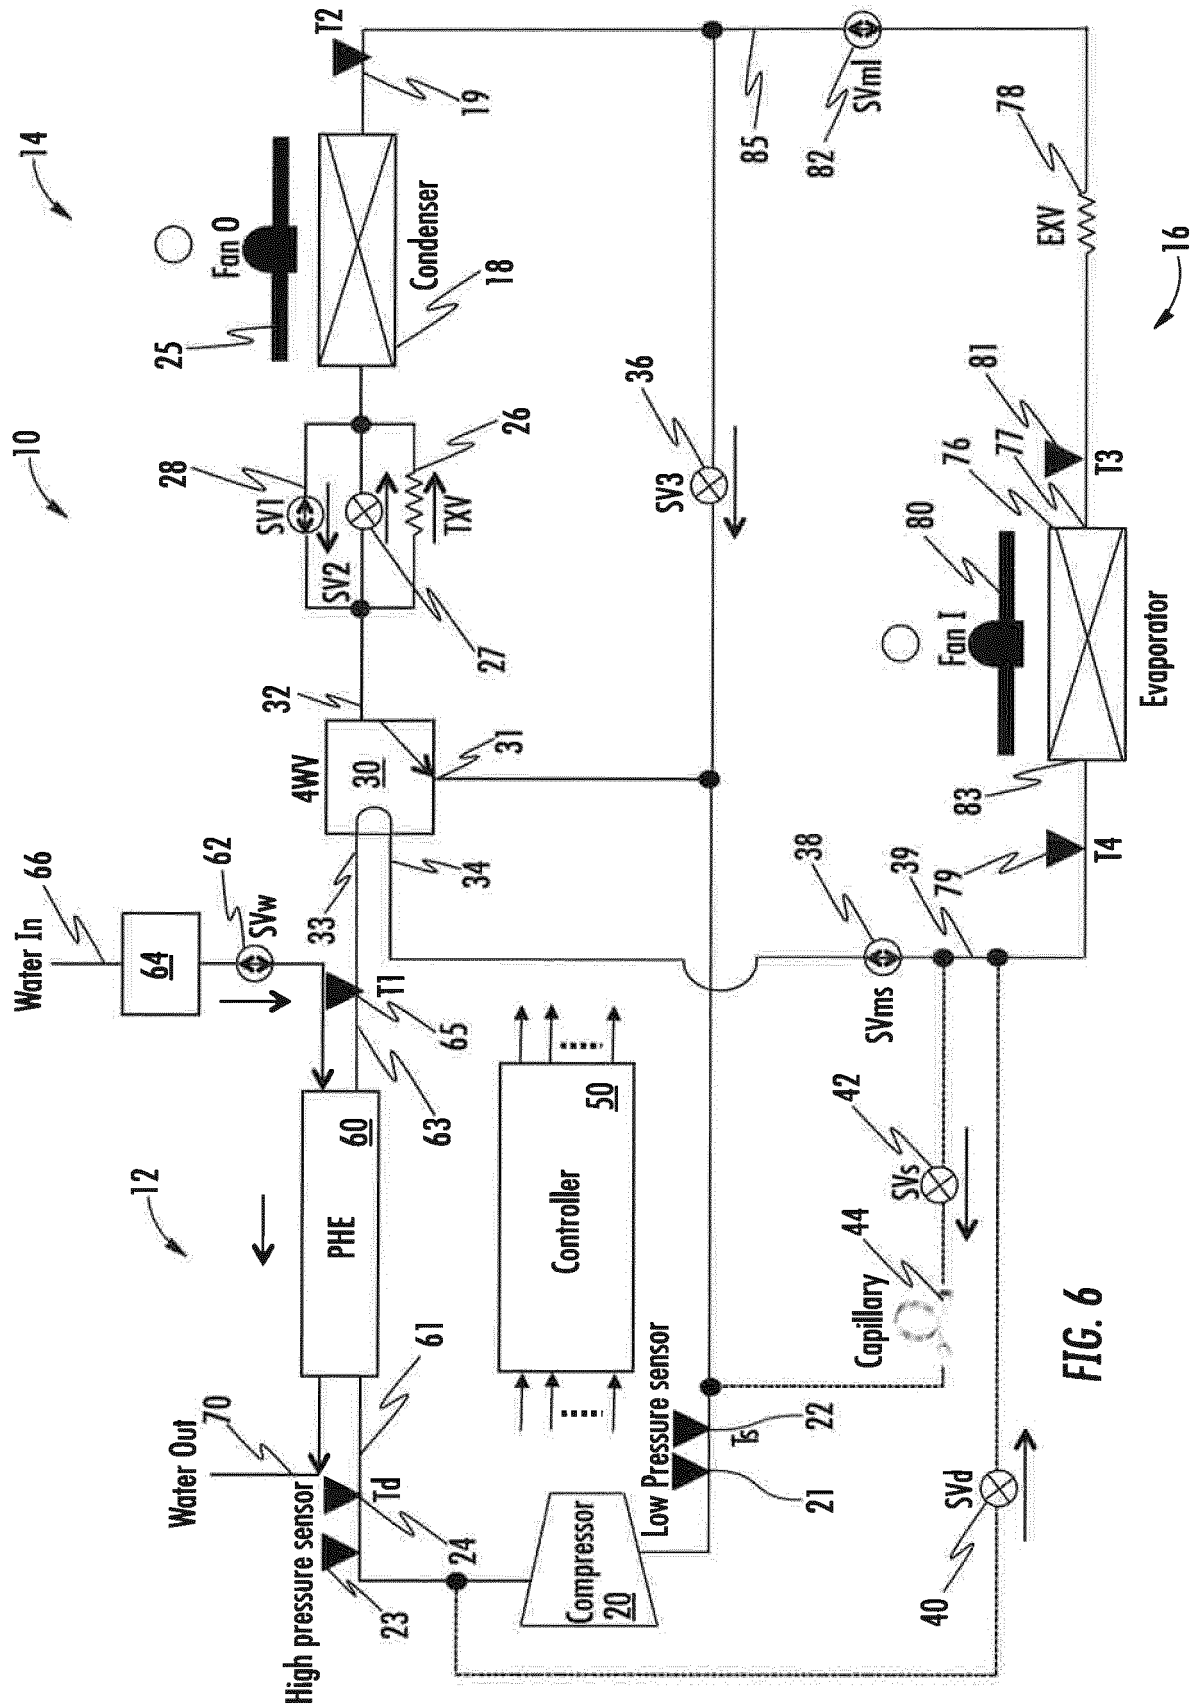 Water In
66
64
62
SVw
12
Water Out
70
PHE
60
T1
65
63
61
High pressure sensor
23
Td
24
10
14
T2
19
25
Fan O
Condenser
18
28
SV1
SV2
27
TXV
26
4WV
30
32
31
33
34
SV3
36
85
82
SVml
78
EXV
16
81
T3
77
76
80
Fan I
Evaporator
83
79
T4
39
38
SVms
Controller
50
42
SVs
44
Capillary
Low Pressure sensor
Ts
22
21
Compressor
20
SVd
40
FIG. 6